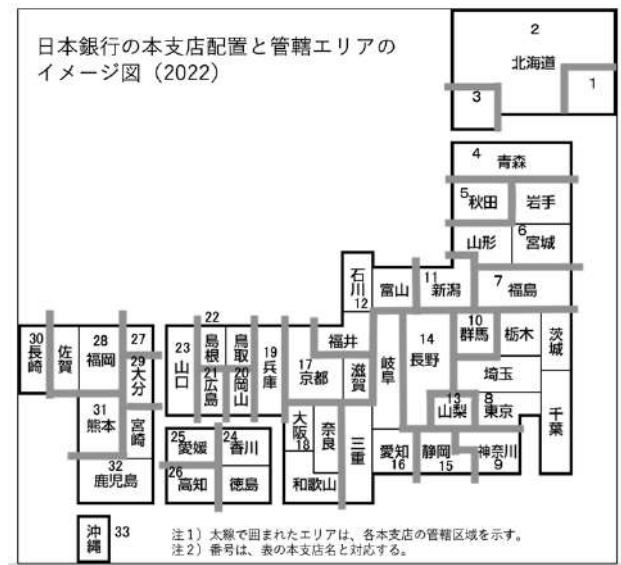 日本銀行の本支店配置と管轄エリアの
イメージ図（2022）
2
北海道
1
3
4
青森
5
秋田
岩手
山形
6
宮城
石川
12
富山
11
新潟
7
福島
30
長崎
佐賀
28
福岡
27
29
大分
23
山口
22
島根
鳥取
21
広島
20
岡山
19
兵庫
17
京都
福井
滋賀
岐阜
14
長野
10
群馬
栃木
茨城
埼玉
31
熊本
宮崎
32
鹿児島
25
愛媛
24
香川
26
高知
徳島
大阪
18
奈良
和歌山
三重
愛知
16
静岡
15
13
山梨
8
東京
神奈川
9
千葉
沖縄
33
注1）太線で囲まれたエリアは、各本支店の管轄区域を示す。
注2）番号は、表の本支店名と対応する。